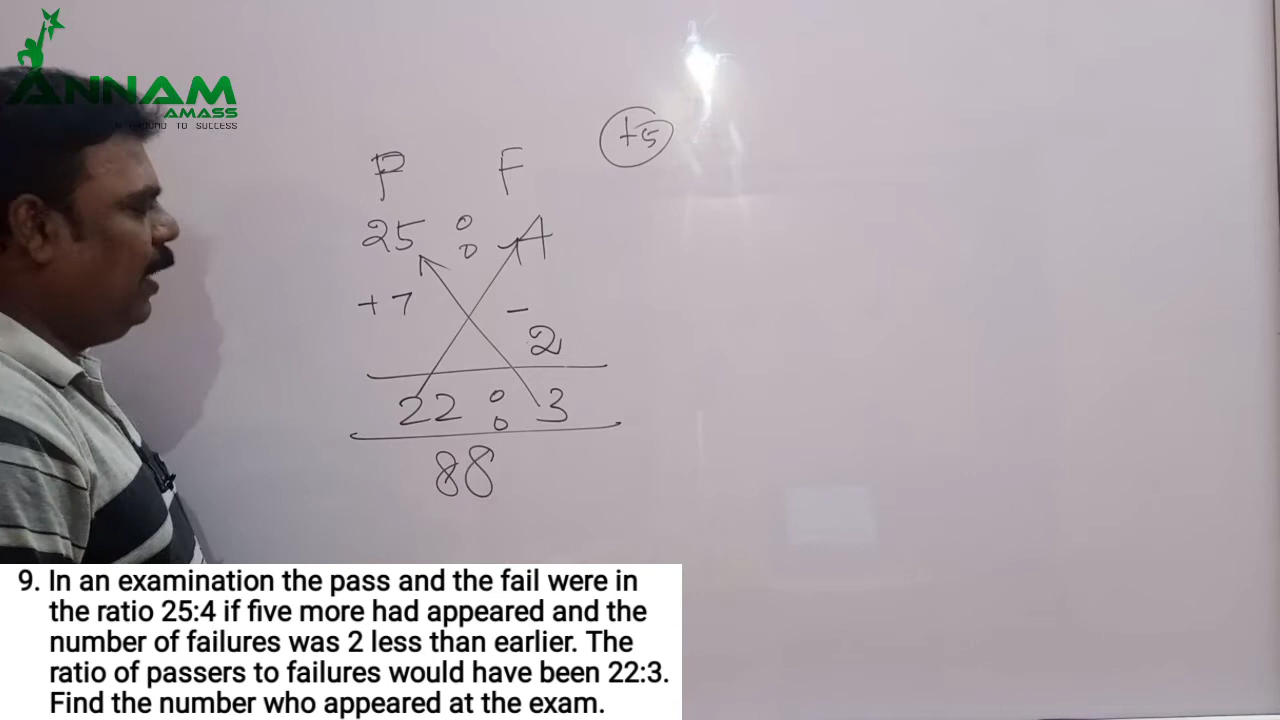 ANNAM
AMASS
TO SUCCESS
+5
P F
25 : 4
+7 -2
22 : 3
88
9. In an examination the pass and the fail were in
the ratio 25:4 if five more had appeared and the
number of failures was 2 less than earlier. The
ratio of passers to failures would have been 22:3.
Find the number who appeared at the exam.